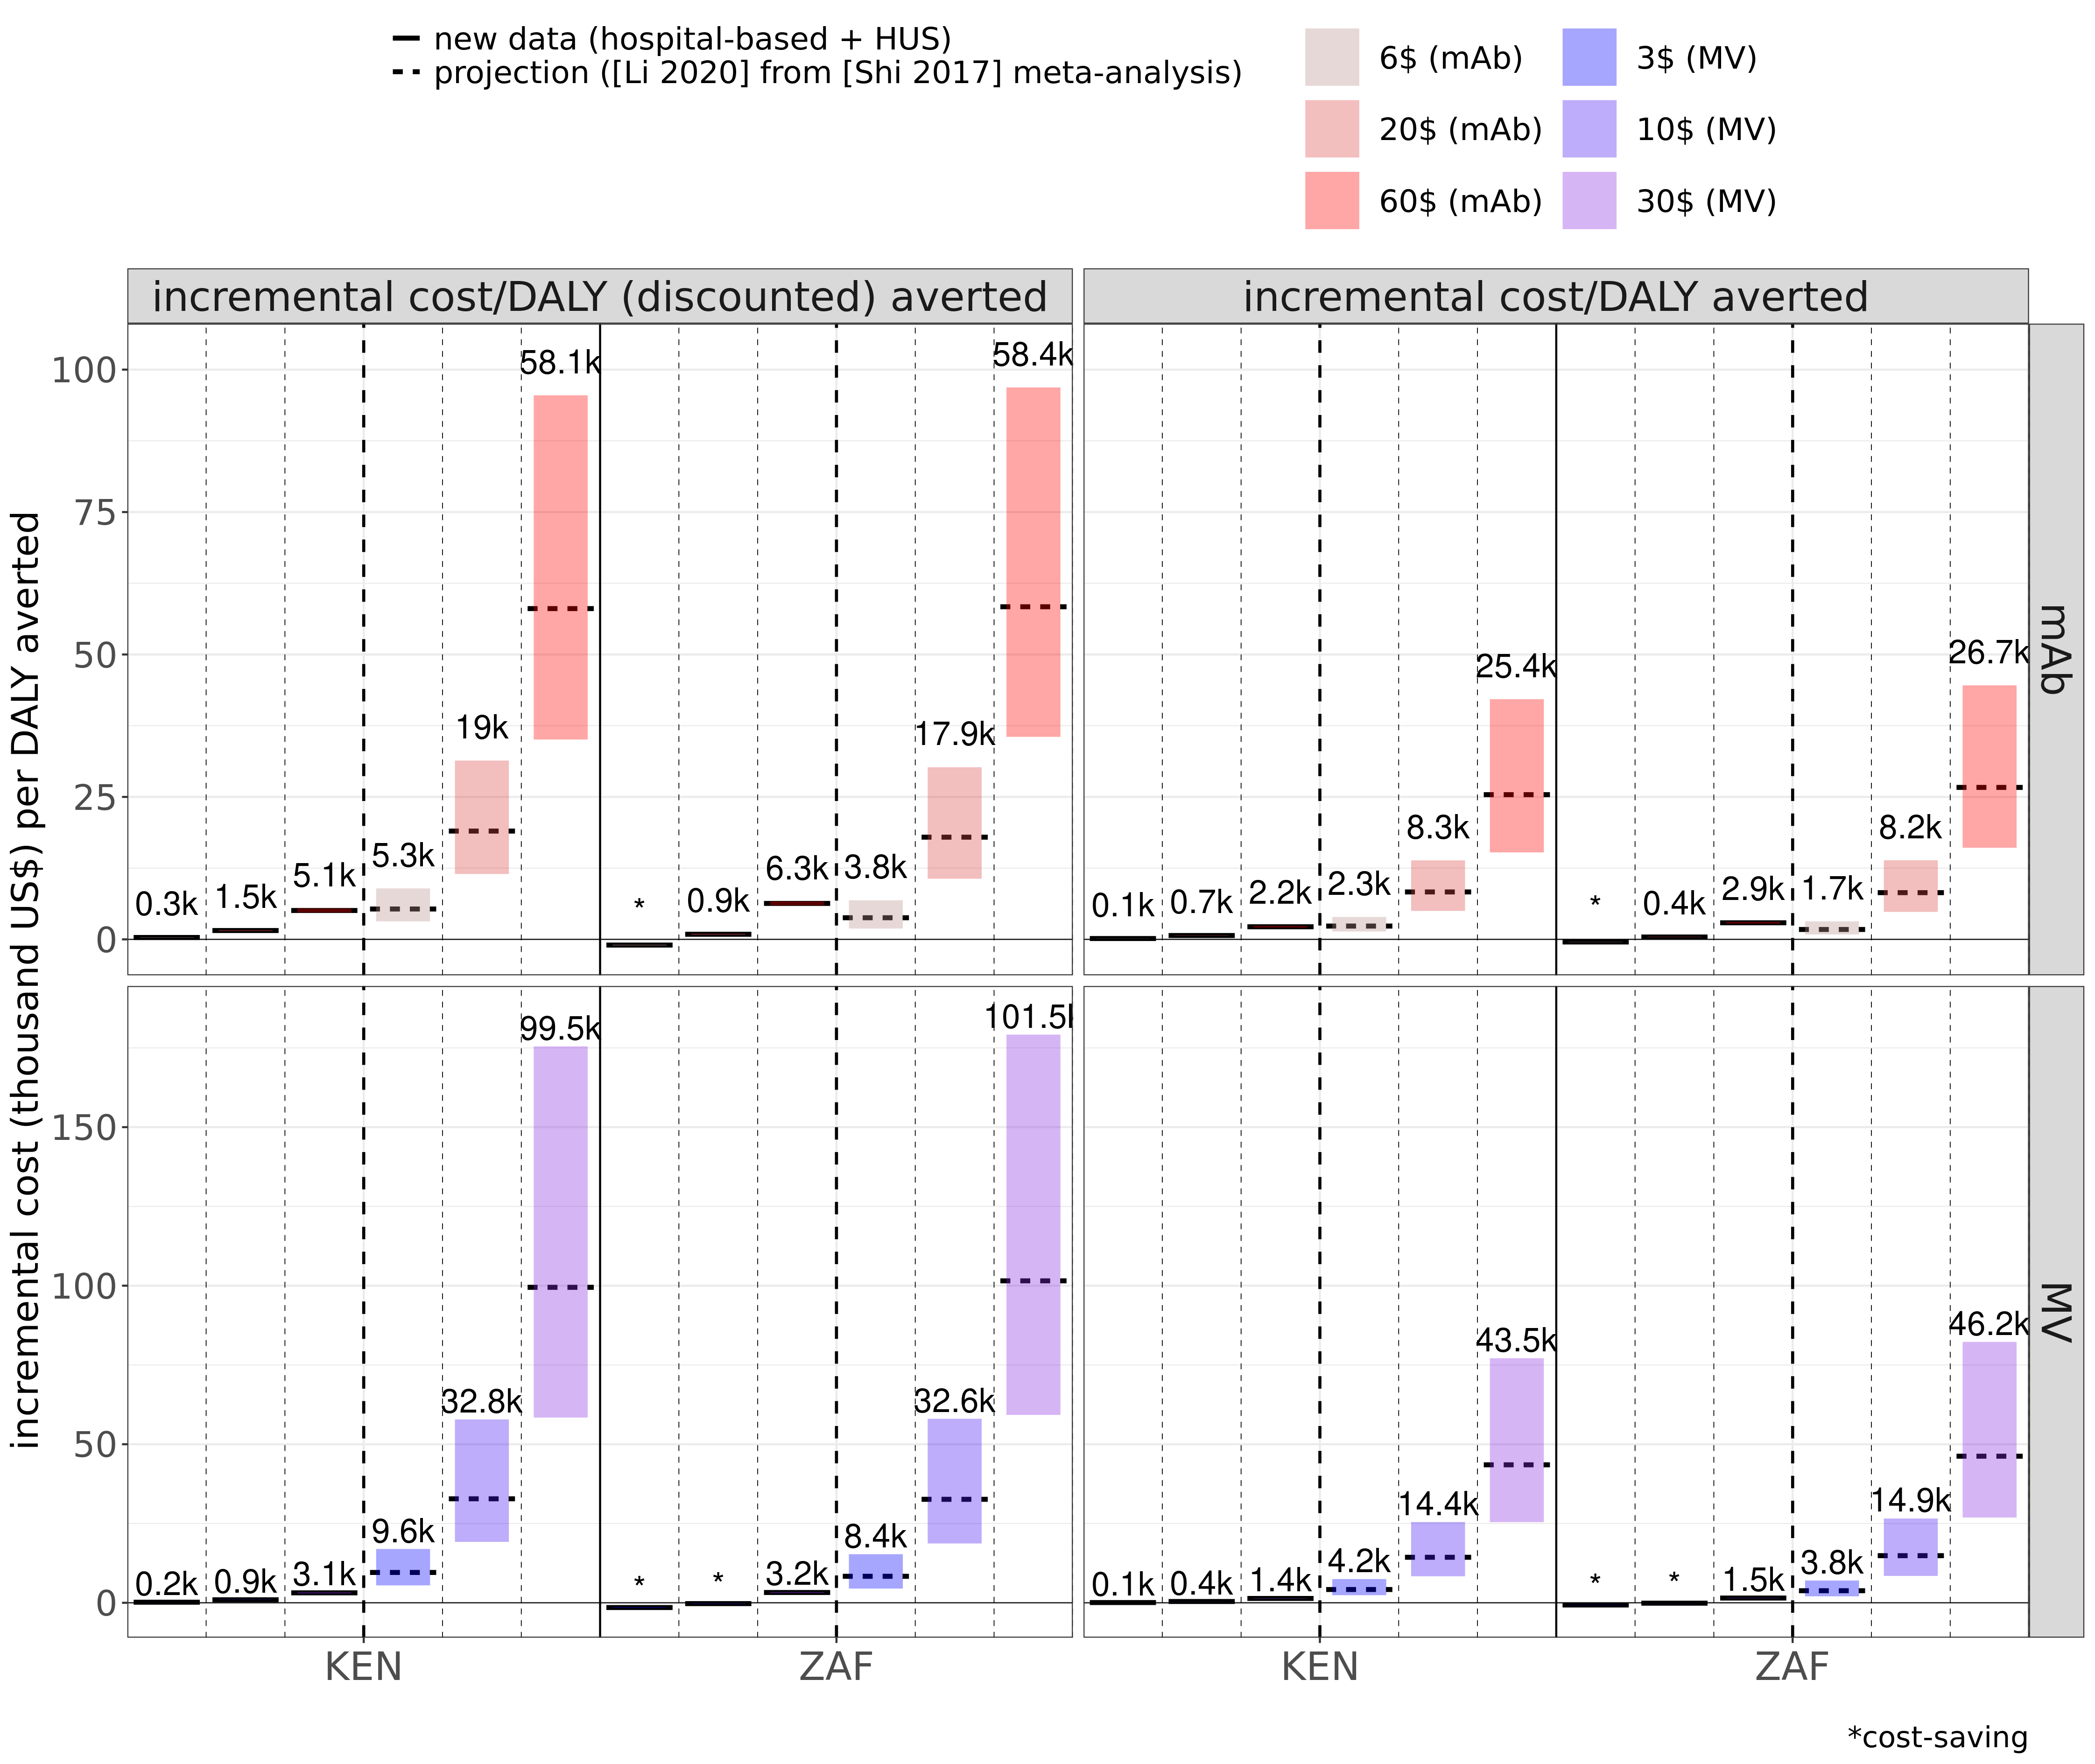 new data (hospital-based + HUS)
projection ([Li 2020] from [Shi 2017] meta-analysis)
6$ (mAb)
20$ (mAb)
60$ (mAb)
3$ (MV)
10$ (MV)
30$ (MV)
incremental cost/DALY (discounted) averted
incremental cost/DALY averted
incremental cost (thousand US$) per DALY averted
100
75
50
25
0
0.3k
1.5k
5.1k
5.3k
19k
58.1k
*
0.9k
6.3k
3.8k
17.9k
58.4k
0.1k
0.7k
2.2k
2.3k
8.3k
25.4k
*
0.4k
2.9k
1.7k
8.2k
26.7k
mAb
150
100
50
0
0.2k
0.9k
3.1k
9.6k
32.8k
99.5k
*
*
3.2k
8.4k
32.6k
101.5k
0.1k
0.4k
1.4k
4.2k
14.4k
43.5k
*
*
1.5k
3.8k
14.9k
46.2k
MV
KEN
ZAF
KEN
ZAF
*cost-saving